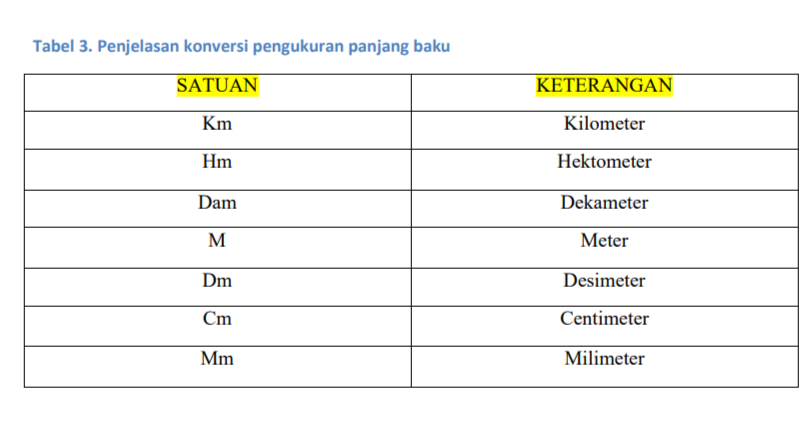 Tabel 3. Penjelasan konversi pengukuran panjang baku
SATUAN KETERANGAN
Km Kilometer
Hm Hektometer
Dam Dekameter
M Meter
Dm Desimeter
Cm Centimeter
Mm Milimeter